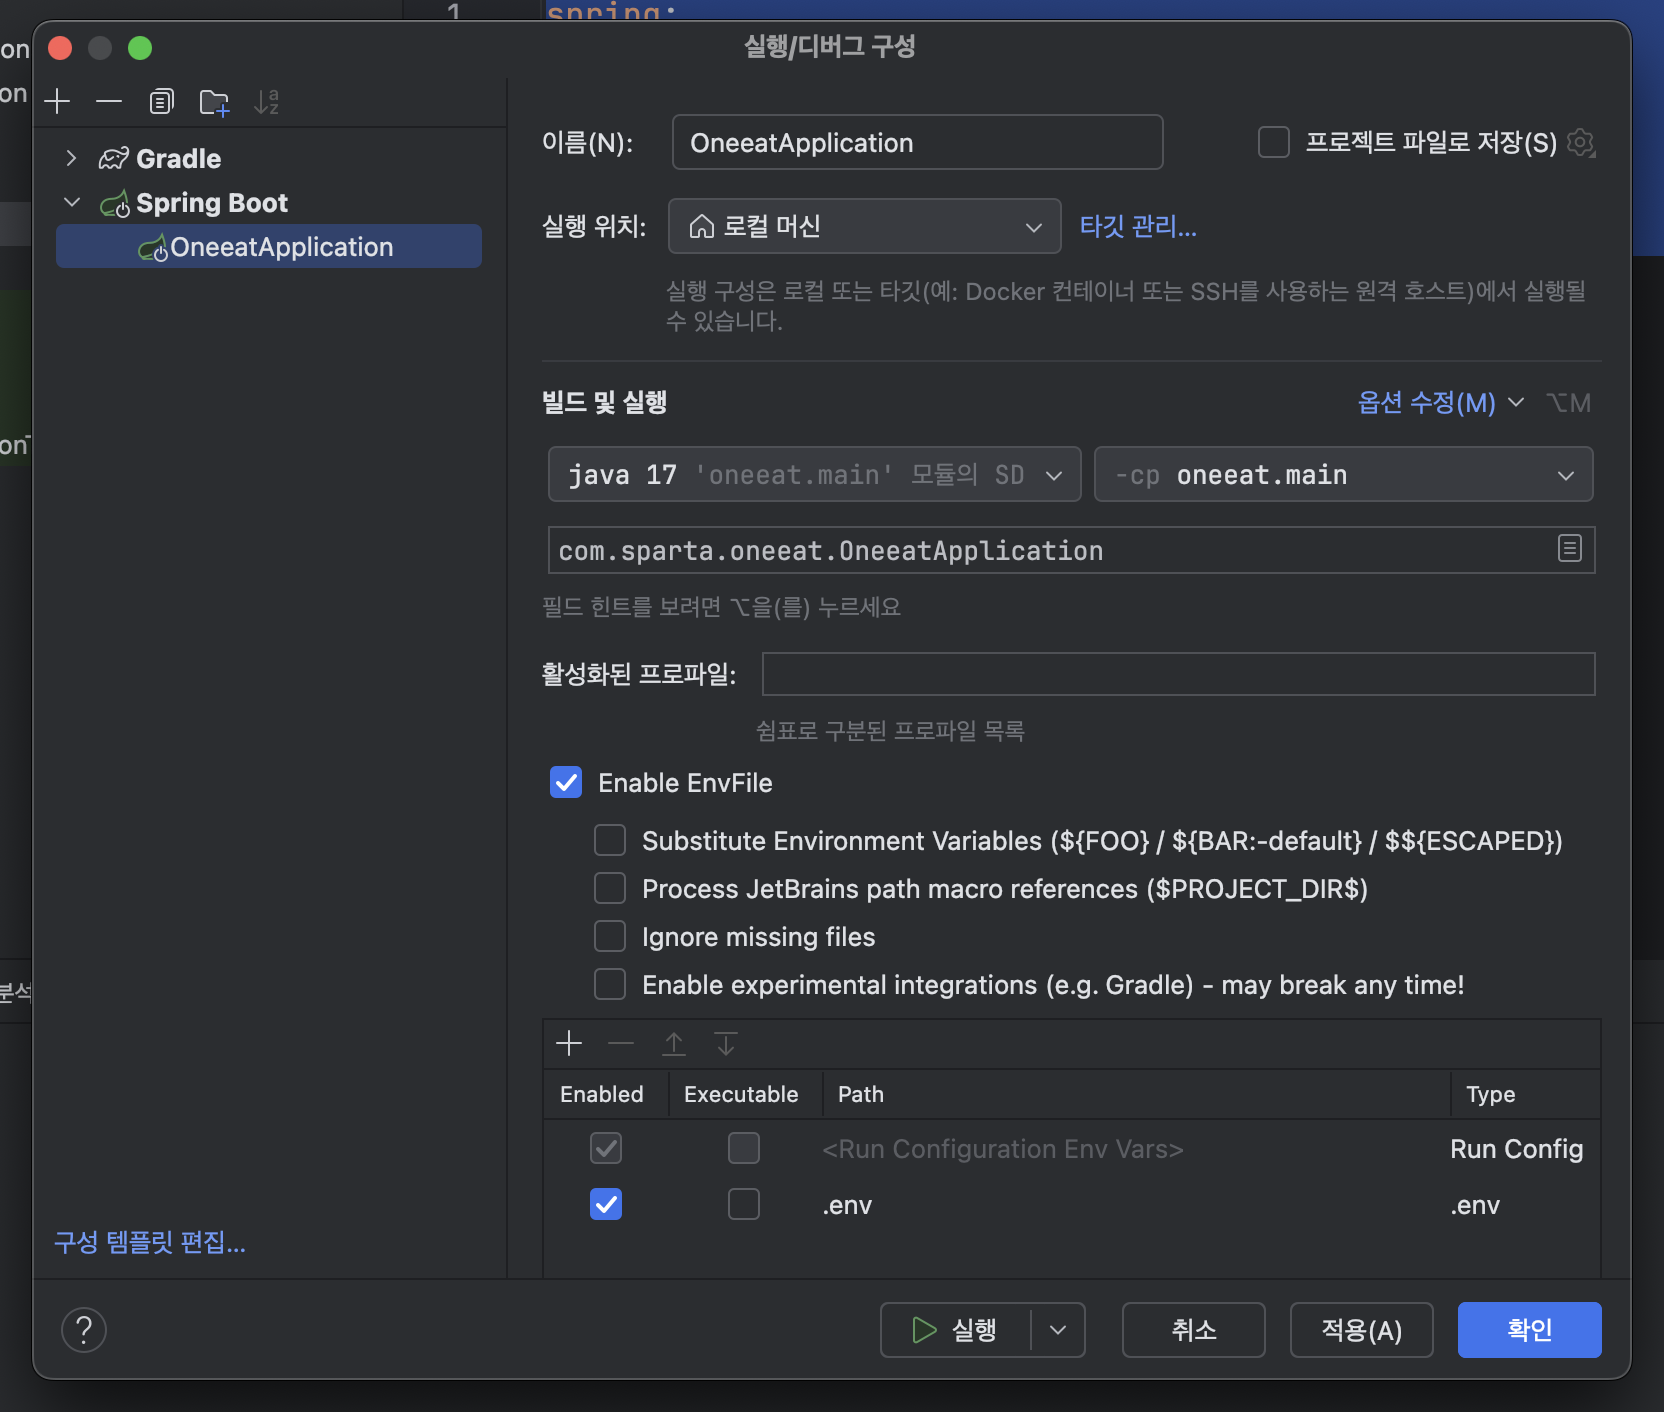 1 spring:
실행/디버그 구성
on
on
이름(N): OneeatApplication 프로젝트 파일로 저장(S)
Gradle
Spring Boot
OneeatApplication
실행 위치: 로컬 머신 타깃 관리...
실행 구성은 로컬 또는 타깃(예: Docker 컨테이너 또는 SSH를 사용하는 원격 호스트)에서 실행될
수 있습니다.
빌드 및 실행 옵션 수정(M) ⌥M
java 17 'oneeat.main' 모듈의 SD -cp oneeat.main
com.sparta.oneeat.OneeatApplication
필드 힌트를 보려면 ⌥을(를) 누르세요
활성화된 프로파일:
쉼표로 구분된 프로파일 목록
Enable EnvFile
Substitute Environment Variables (${FOO} / ${BAR:-default} / $${ESCAPED})
Process JetBrains path macro references ($PROJECT_DIR$)
Ignore missing files
Enable experimental integrations (e.g. Gradle) - may break any time!
Enabled Executable Path Type
<Run Configuration Env Vars> Run Config
.env .env
구성 템플릿 편집...
? 실행 취소 적용(A) 확인